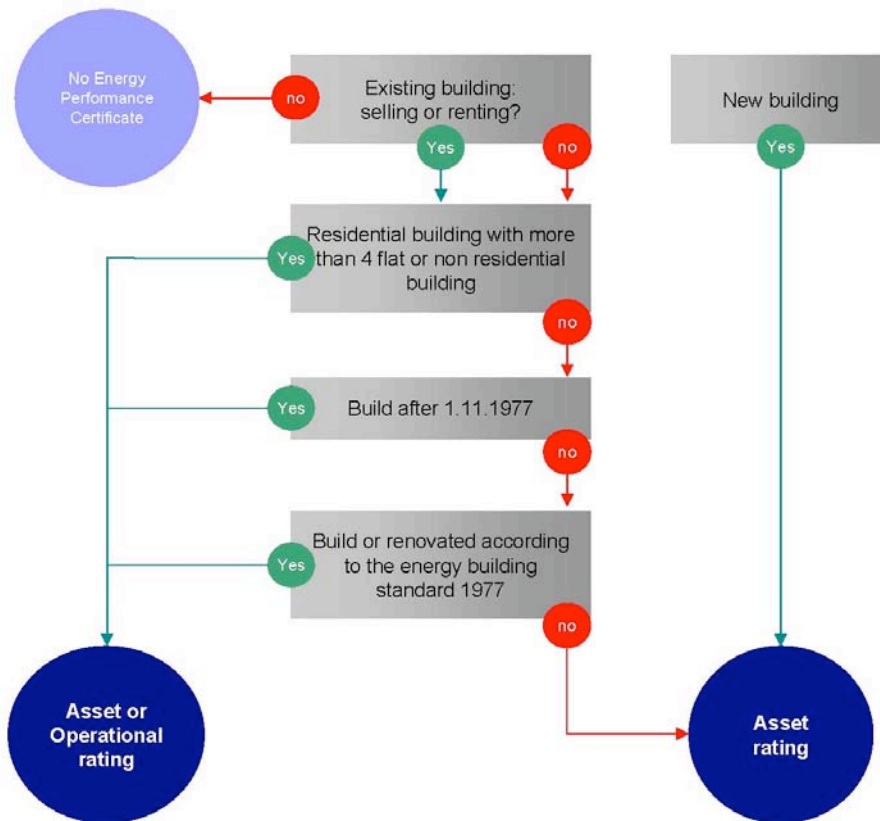 No Energy
Performance
Certificate
no
Existing building:
selling or renting?
Yes
no
New building
Yes
Residential building with more
than 4 flat or non residential
building
Yes
no
Build after 1.11.1977
Yes
no
Build or renovated according
to the energy building
standard 1977
Yes
no
Asset or
Operational
rating
Asset
rating